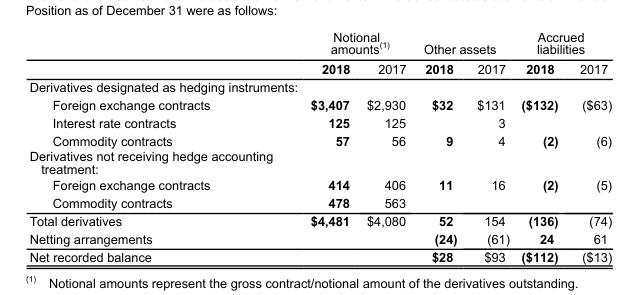 Position as of December 31 were as follows:
Notional
amounts(1) Other assets Accrued
liabilities
2018 2017 2018 2017 2018 2017
Derivatives designated as hedging instruments:
Foreign exchange contracts $3,407 $2,930 $32 $131 ($132) ($63)
Interest rate contracts 125 125 3
Commodity contracts 57 56 9 4 (2) (6)
Derivatives not receiving hedge accounting
treatment:
Foreign exchange contracts 414 406 11 16 (2) (5)
Commodity contracts 478 563
Total derivatives $4,481 $4,080 52 154 (136) (74)
Netting arrangements (24) (61) 24 61
Net recorded balance $28 $93 ($112) ($13)
(1) Notional amounts represent the gross contract/notional amount of the derivatives outstanding.